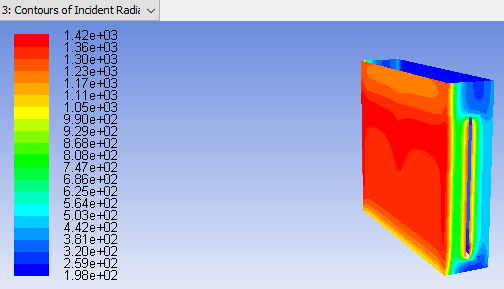 3: Contours of Incident Radia
1.42e+03
1.36e+03
1.30e+03
1.23e+03
1.17e+03
1.11e+03
1.05e+03
9.90e+02
9.29e+02
8.68e+02
8.08e+02
7.47e+02
6.86e+02
6.25e+02
5.64e+02
5.03e+02
4.42e+02
3.81e+02
3.20e+02
2.59e+02
1.98e+02